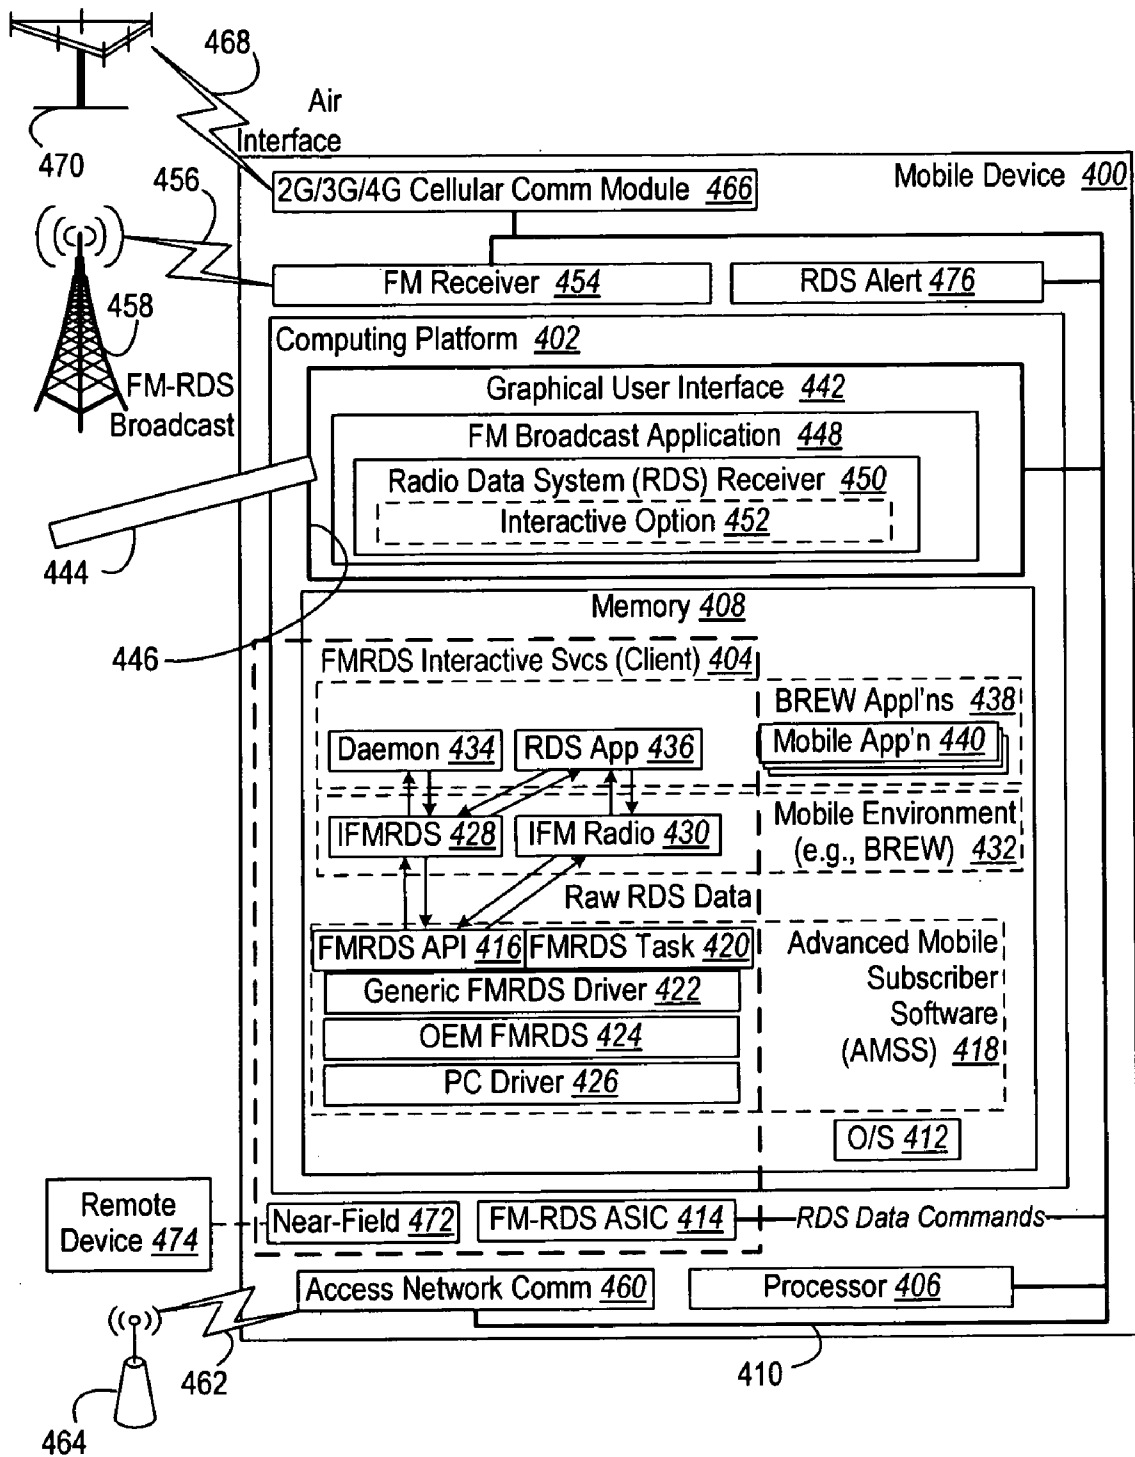 468
Air
Interface
470
456
2G/3G/4G Cellular Comm Module 466
Mobile Device 400
FM Receiver 454
RDS Alert 476
458
FM-RDS
Broadcast
Computing Platform 402
Graphical User Interface 442
FM Broadcast Application 448
Radio Data System (RDS) Receiver 450
Interactive Option 452
444
446
Memory 408
FMRDS Interactive Svcs (Client) 404
BREW Appl'ns 438
Daemon 434
RDS App 436
Mobile App'n 440
IFMRDS 428
IFM Radio 430
Mobile Environment
(e.g., BREW) 432
Raw RDS Data
FMRDS API 416
FMRDS Task 420
Advanced Mobile
Subscriber
Software
(AMSS) 418
Generic FMRDS Driver 422
OEM FMRDS 424
PC Driver 426
O/S 412
Remote
Device 474
Near-Field 472
FM-RDS ASIC 414
RDS Data Commands
Access Network Comm 460
Processor 406
462
410
464